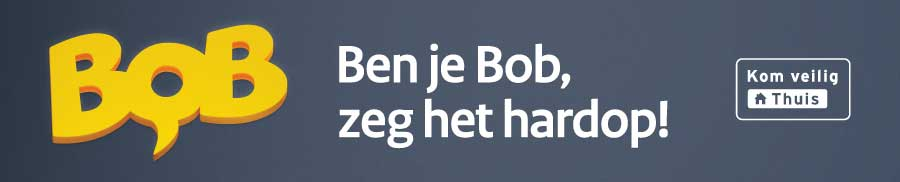 BOB
Ben je Bob,
zeg het hardop!
Kom veilig
Thuis